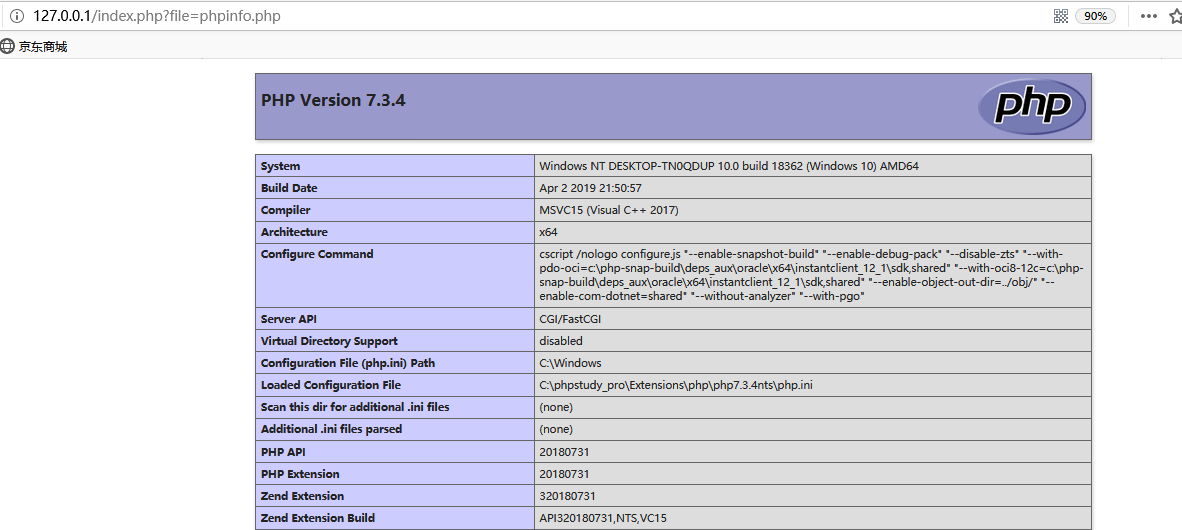 127.0.0.1/index.php?file=phpinfo.php 90%
京东商城
PHP Version 7.3.4 php
System Windows NT DESKTOP-TN0QDUP 10.0 build 18362 (Windows 10) AMD64
Build Date Apr 2 2019 21:50:57
Compiler MSVC15 (Visual C++ 2017)
Architecture x64
Configure Command cscript /nologo configure.js "--enable-snapshot-build" "--enable-debug-pack" "--disable-zts" "--with-
pdo-oci=c:\php-snap-build\deps_aux\oracle\x64\instantclient_12_1\sdk,shared" "--with-oci8-12c=c:\php-
snap-build\deps_aux\oracle\x64\instantclient_12_1\sdk,shared" "--enable-object-out-dir=../obj/" "--
enable-com-dotnet=shared" "--without-analyzer" "--with-pgo"
Server API CGI/FastCGI
Virtual Directory Support disabled
Configuration File (php.ini) Path C:\Windows
Loaded Configuration File C:\phpstudy_pro\Extensions\php\php7.3.4nts\php.ini
Scan this dir for additional .ini files (none)
Additional .ini files parsed (none)
PHP API 20180731
PHP Extension 20180731
Zend Extension 320180731
Zend Extension Build API320180731,NTS,VC15